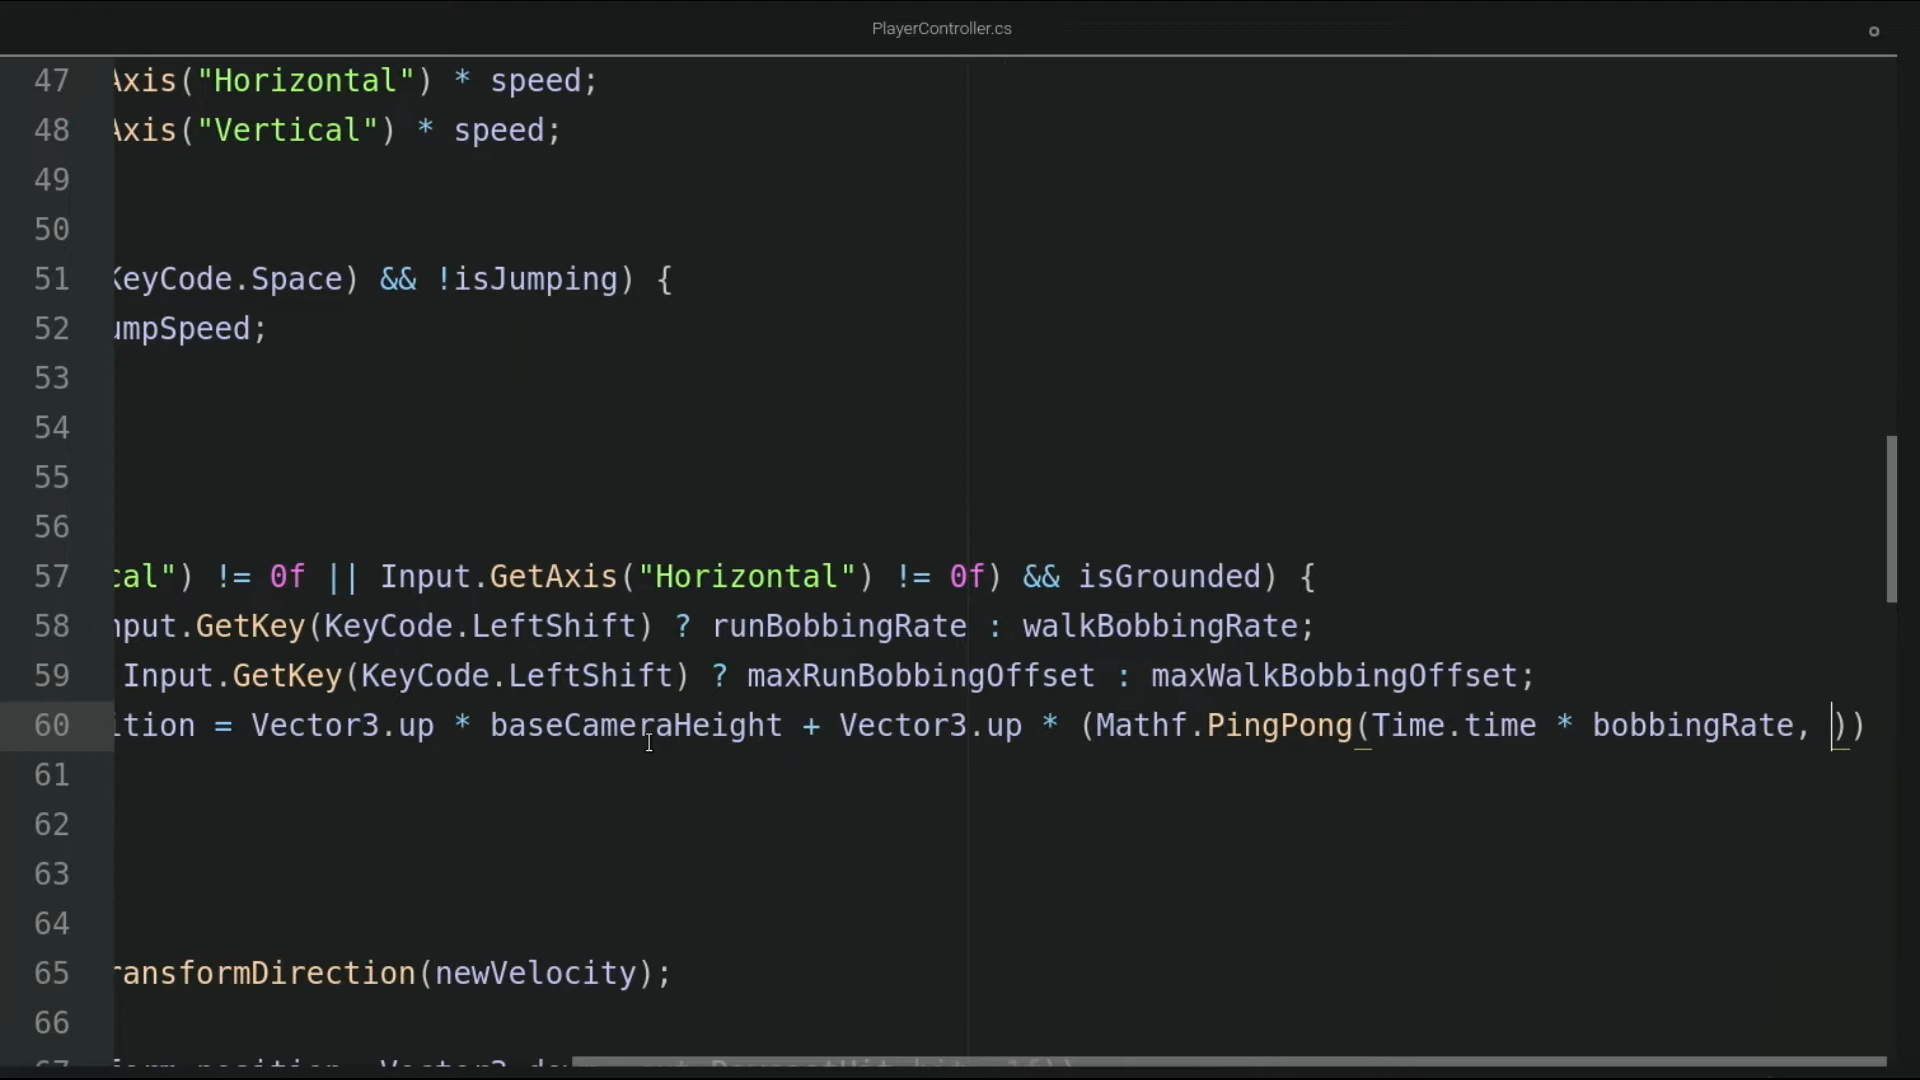 PlayerController.cs
47 Axis("Horizontal") * speed;
48 Axis("Vertical") * speed;
49
50
51 KeyCode.Space) && !isJumping) {
52 umpSpeed;
53
54
55
56
57 cal") != 0f || Input.GetAxis("Horizontal") != 0f) && isGrounded) {
58 nput.GetKey(KeyCode.LeftShift) ? runBobbingRate : walkBobbingRate;
59 Input.GetKey(KeyCode.LeftShift) ? maxRunBobbingOffset : maxWalkBobbingOffset;
60 ition = Vector3.up * baseCameraHeight + Vector3.up * (Mathf.PingPong(Time.time * bobbingRate, ))
61
62
63
64
65 ransformDirection(newVelocity);
66